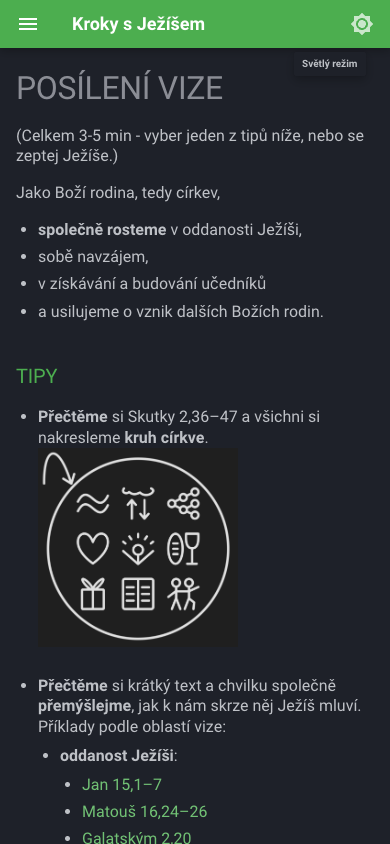 Kroky s Ježíšem
Světlý režim
POSÍLENÍ VIZE
(Celkem 3-5 min - vyber jeden z tipů níže, nebo se
zeptej Ježíše.)
Jako Boží rodina, tedy církev,
společně rosteme v oddanosti Ježíši,
sobě navzájem,
v získávání a budování učedníků
a usilujeme o vznik dalších Božích rodin.
TIPY
Přečtěme si Skutky 2,36–47 a všichni si
nakresleme kruh církve.
Přečtěme si krátký text a chvilku společně
přemýšlejme, jak k nám skrze něj Ježíš mluví.
Příklady podle oblastí vize:
oddanost Ježíši:
Jan 15,1–7
Matouš 16,24–26
Galatským 2,20